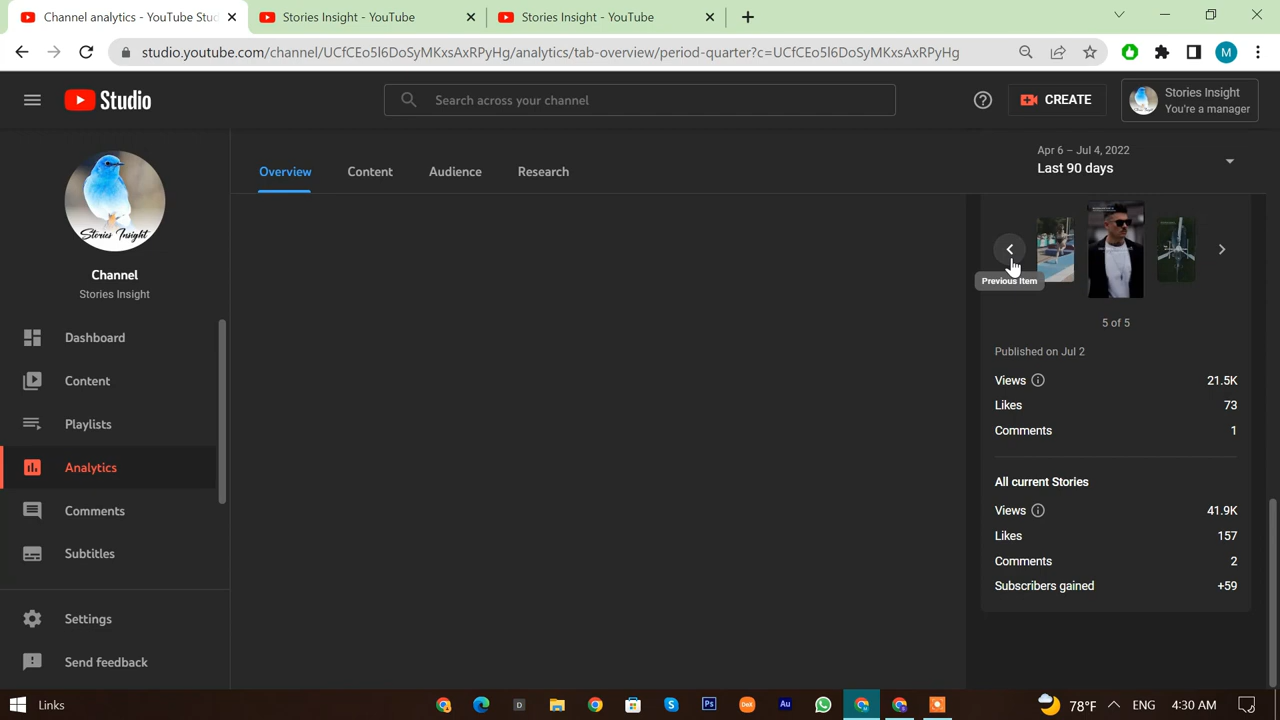 Channel analytics - YouTube Stud
Stories Insight - YouTube
Stories Insight - YouTube
studio.youtube.com/channel/UCfCEo5I6DoSyMKxsAxRPyHg/analytics/tab-overview/period-quarter?c=UCfCEo5I6DoSyMKxsAxRPyHg
M
Studio
Search across your channel
CREATE
Stories Insight
You're a manager
Stories Insight
Channel
Stories Insight
Dashboard
Content
Playlists
Analytics
Comments
Subtitles
Settings
Send feedback
Overview
Content
Audience
Research
Apr 6 – Jul 4, 2022
Last 90 days
Previous Item
5 of 5
Published on Jul 2
Views 21.5K
Likes 73
Comments 1
All current Stories
Views 41.9K
Likes 157
Comments 2
Subscribers gained +59
Links
78°F
ENG
4:30 AM